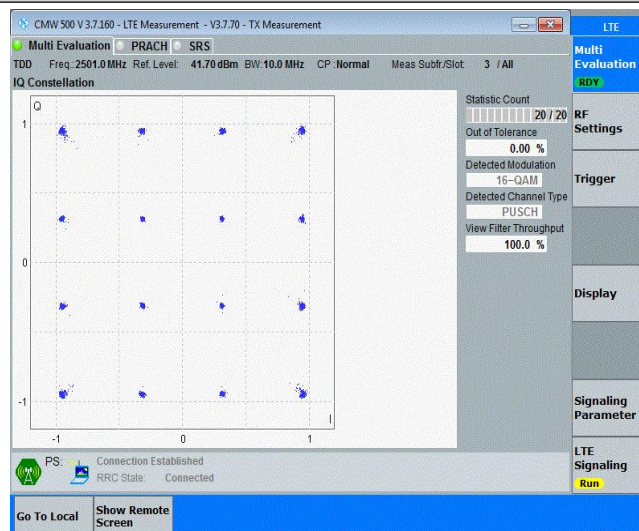 CMW 500 V 3.7.160 - LTE Measurement - V3.7.70 - TX Measurement
LTE
Multi Evaluation PRACH SRS
TDD Freq.: 2501.0 MHz Ref. Level: 41.70 dBm BW: 10.0 MHz CP : Normal Meas Subfr./Slot: 3 / All
IQ Constellation
Q
1
0
-1
-1 0 1
I
Statistic Count
20 / 20
Out of Tolerance
0.00 %
Detected Modulation
16-QAM
Detected Channel Type
PUSCH
View Filter Throughput
100.0 %
Multi
Evaluation
RDY
RF
Settings
Trigger
Display
Signaling
Parameter
LTE
Signaling
Run
PS: Connection Established
RRC State: Connected
Go To Local
Show Remote
Screen